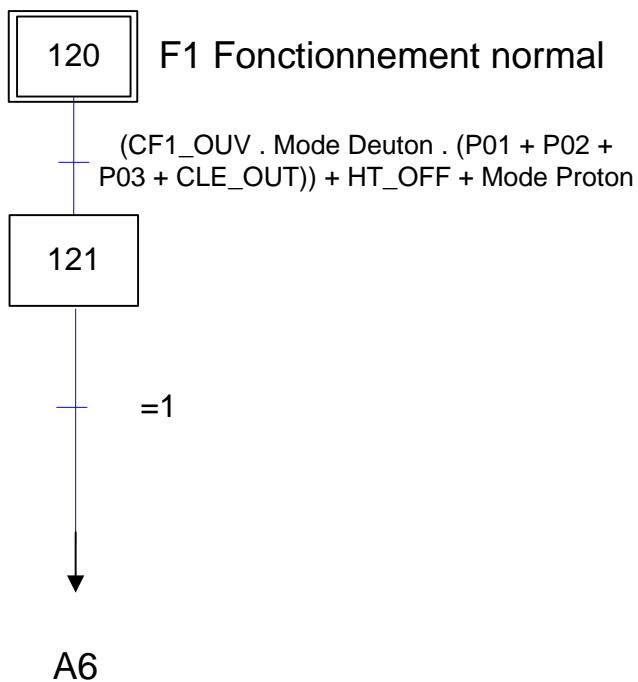 120
F1 Fonctionnement normal
(CF1_OUV . Mode Deuton . (P01 + P02 +
P03 + CLE_OUT)) + HT_OFF + Mode Proton
121
=1
A6